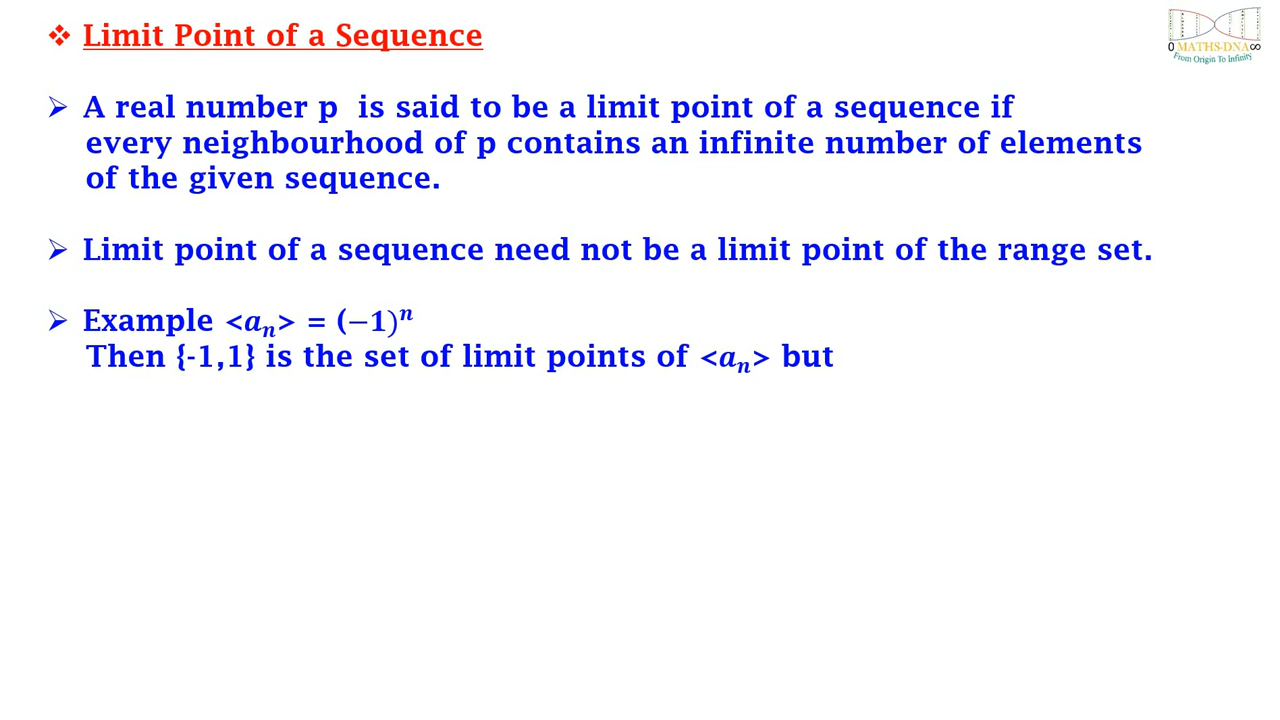 ❖ Limit Point of a Sequence
0 MATHS-DNA ∞
From Origin To Infinity
➢ A real number p is said to be a limit point of a sequence if
every neighbourhood of p contains an infinite number of elements
of the given sequence.
➢ Limit point of a sequence need not be a limit point of the range set.
➢ Example <aₙ> = (−1)ⁿ
Then {-1,1} is the set of limit points of <aₙ> but